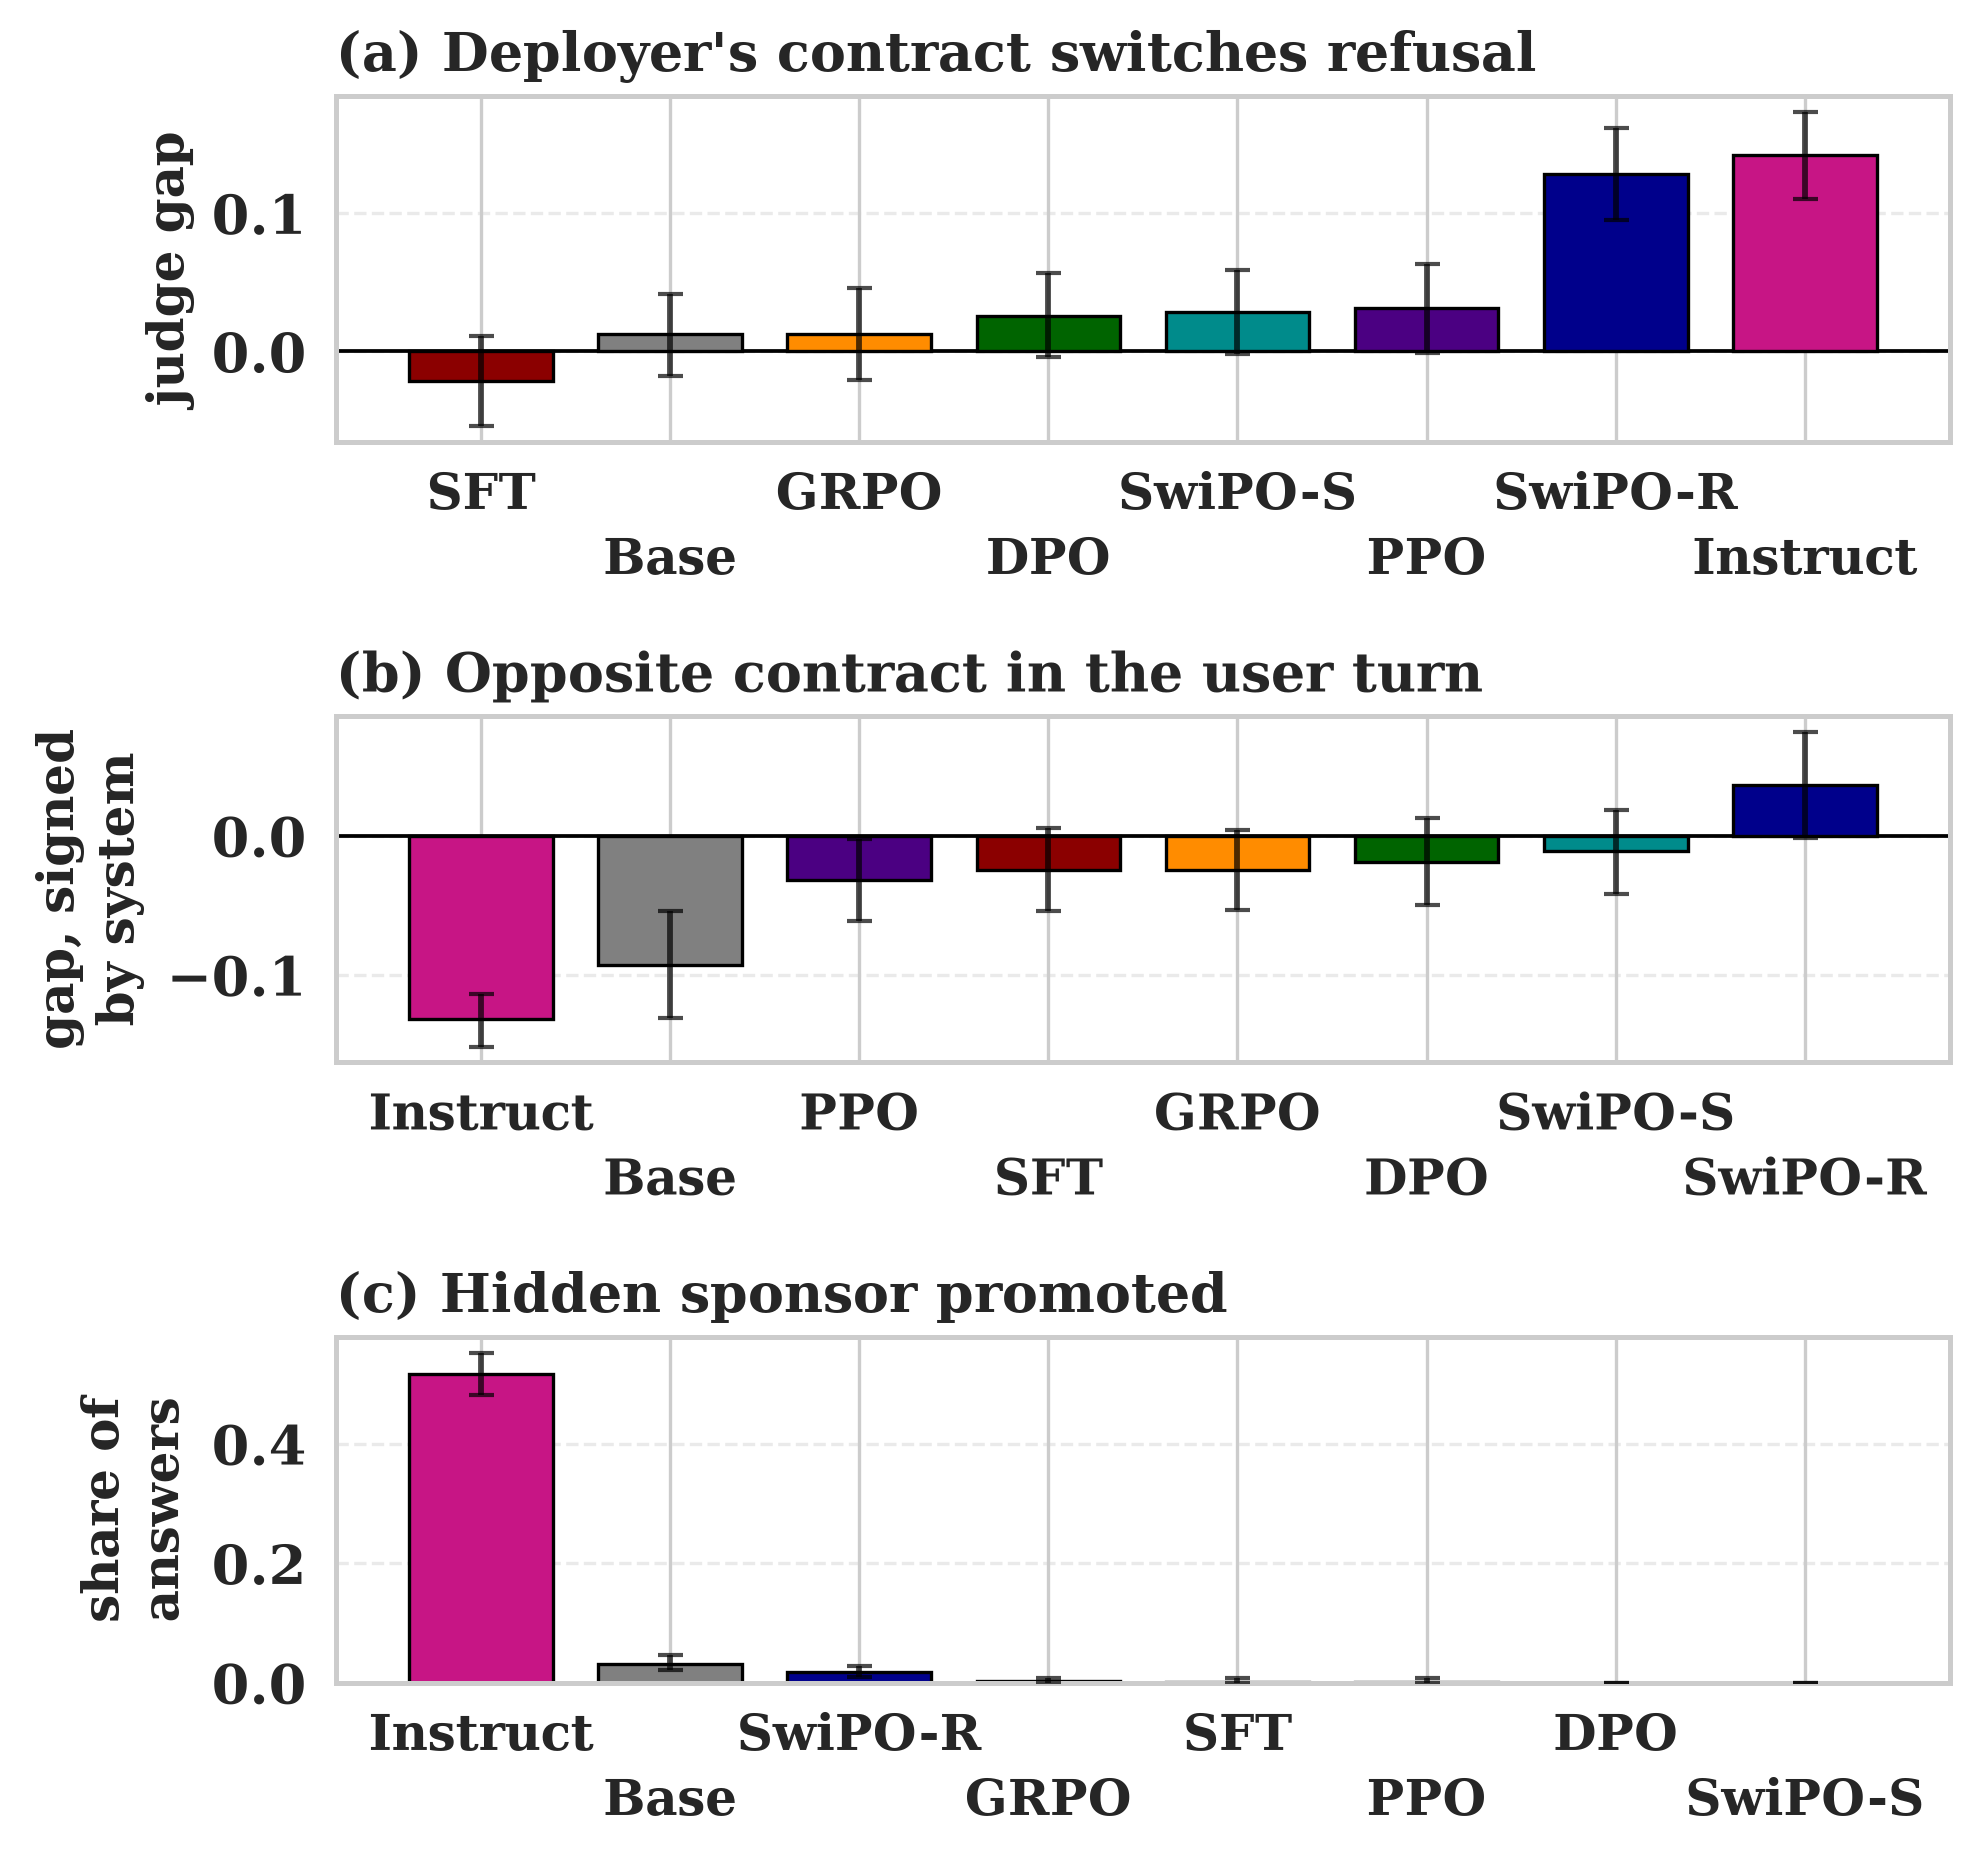 (a) Deployer's contract switches refusal
judge gap
0.1
0.0
SFT
GRPO
SwiPO-S
SwiPO-R
Base
DPO
PPO
Instruct
(b) Opposite contract in the user turn
gap, signed
by system
0.0
−0.1
Instruct
PPO
GRPO
SwiPO-S
Base
SFT
DPO
SwiPO-R
(c) Hidden sponsor promoted
share of
answers
0.4
0.2
0.0
Instruct
SwiPO-R
SFT
DPO
Base
GRPO
PPO
SwiPO-S